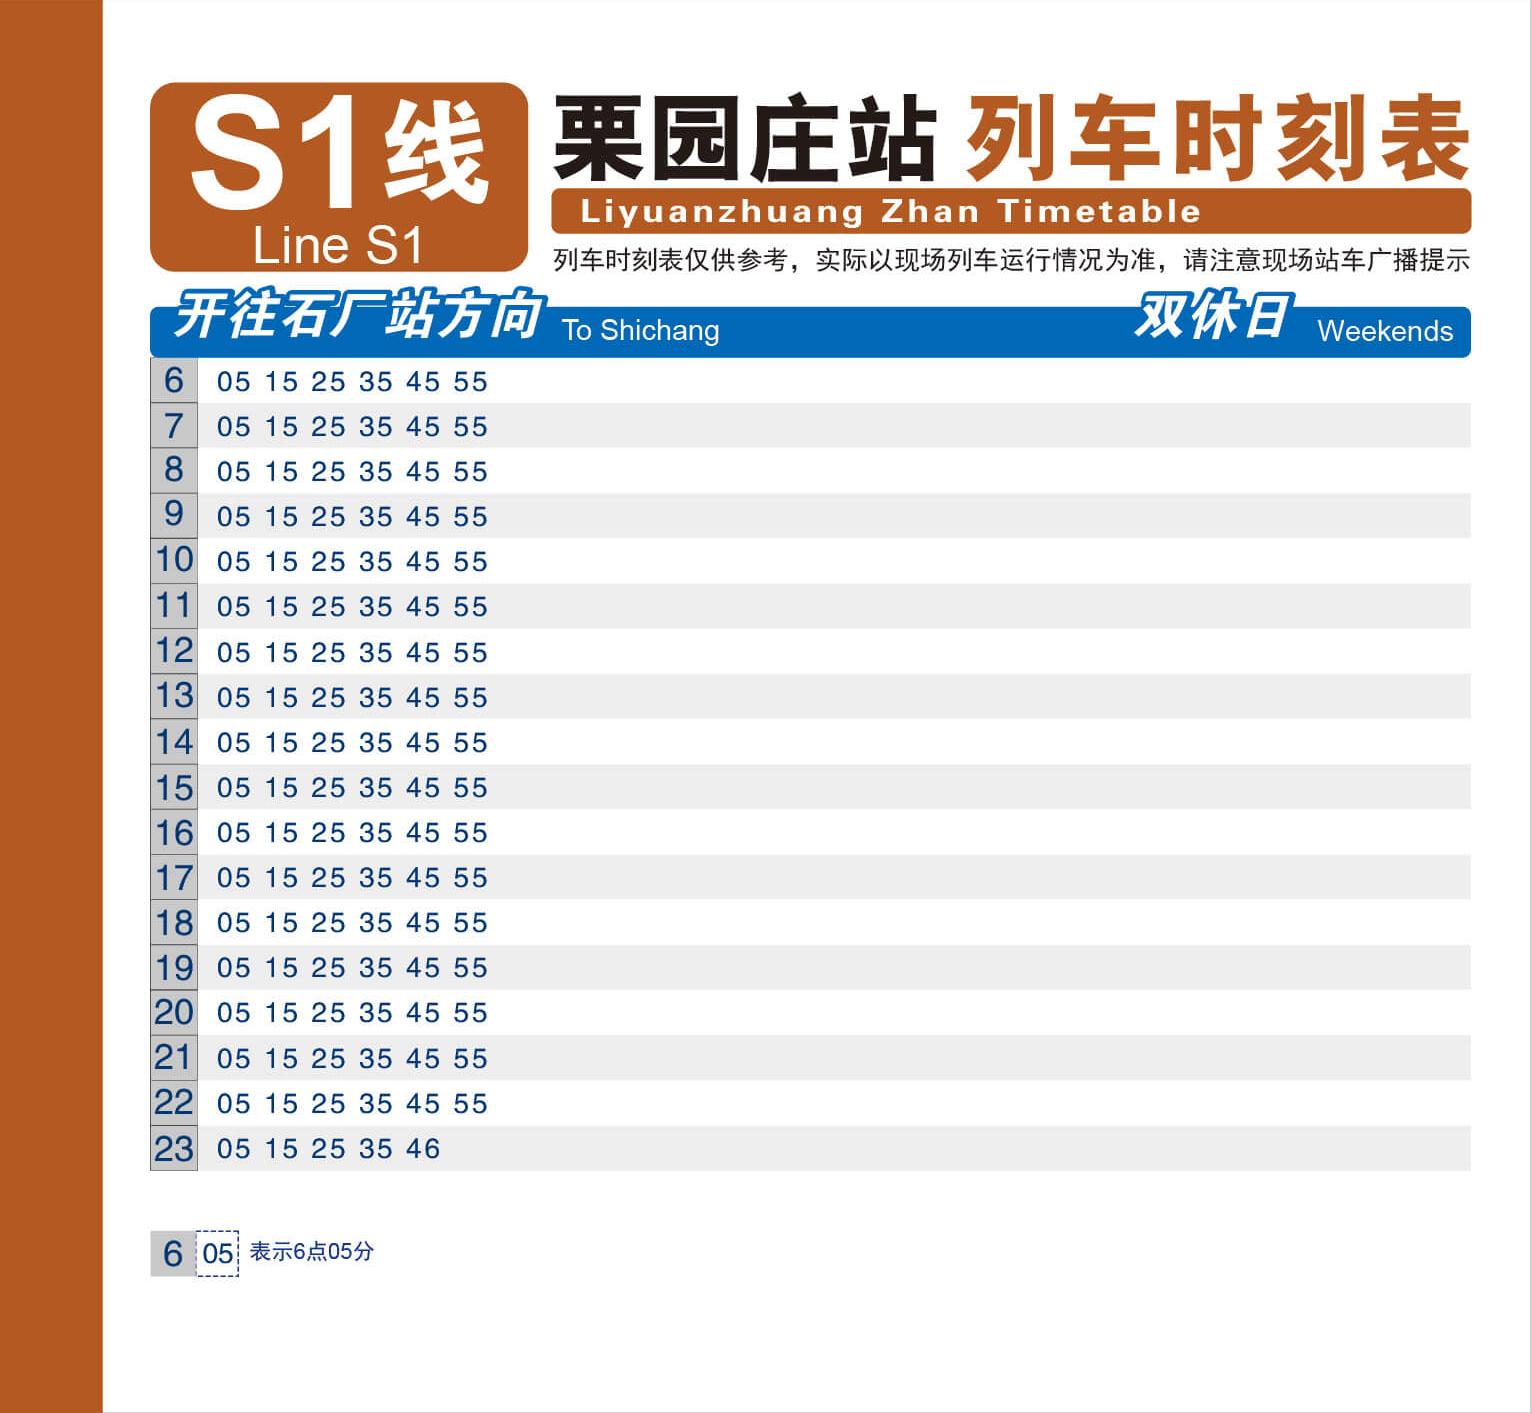 S1线
Line S1
栗园庄站 列车时刻表
Liyuanzhuang Zhan Timetable
列车时刻表仅供参考，实际以现场列车运行情况为准，请注意现场站车广播提示
开往石厂站方向 To Shichang 双休日 Weekends
6 05 15 25 35 45 55
7 05 15 25 35 45 55
8 05 15 25 35 45 55
9 05 15 25 35 45 55
10 05 15 25 35 45 55
11 05 15 25 35 45 55
12 05 15 25 35 45 55
13 05 15 25 35 45 55
14 05 15 25 35 45 55
15 05 15 25 35 45 55
16 05 15 25 35 45 55
17 05 15 25 35 45 55
18 05 15 25 35 45 55
19 05 15 25 35 45 55
20 05 15 25 35 45 55
21 05 15 25 35 45 55
22 05 15 25 35 45 55
23 05 15 25 35 46
6 05 表示6点05分